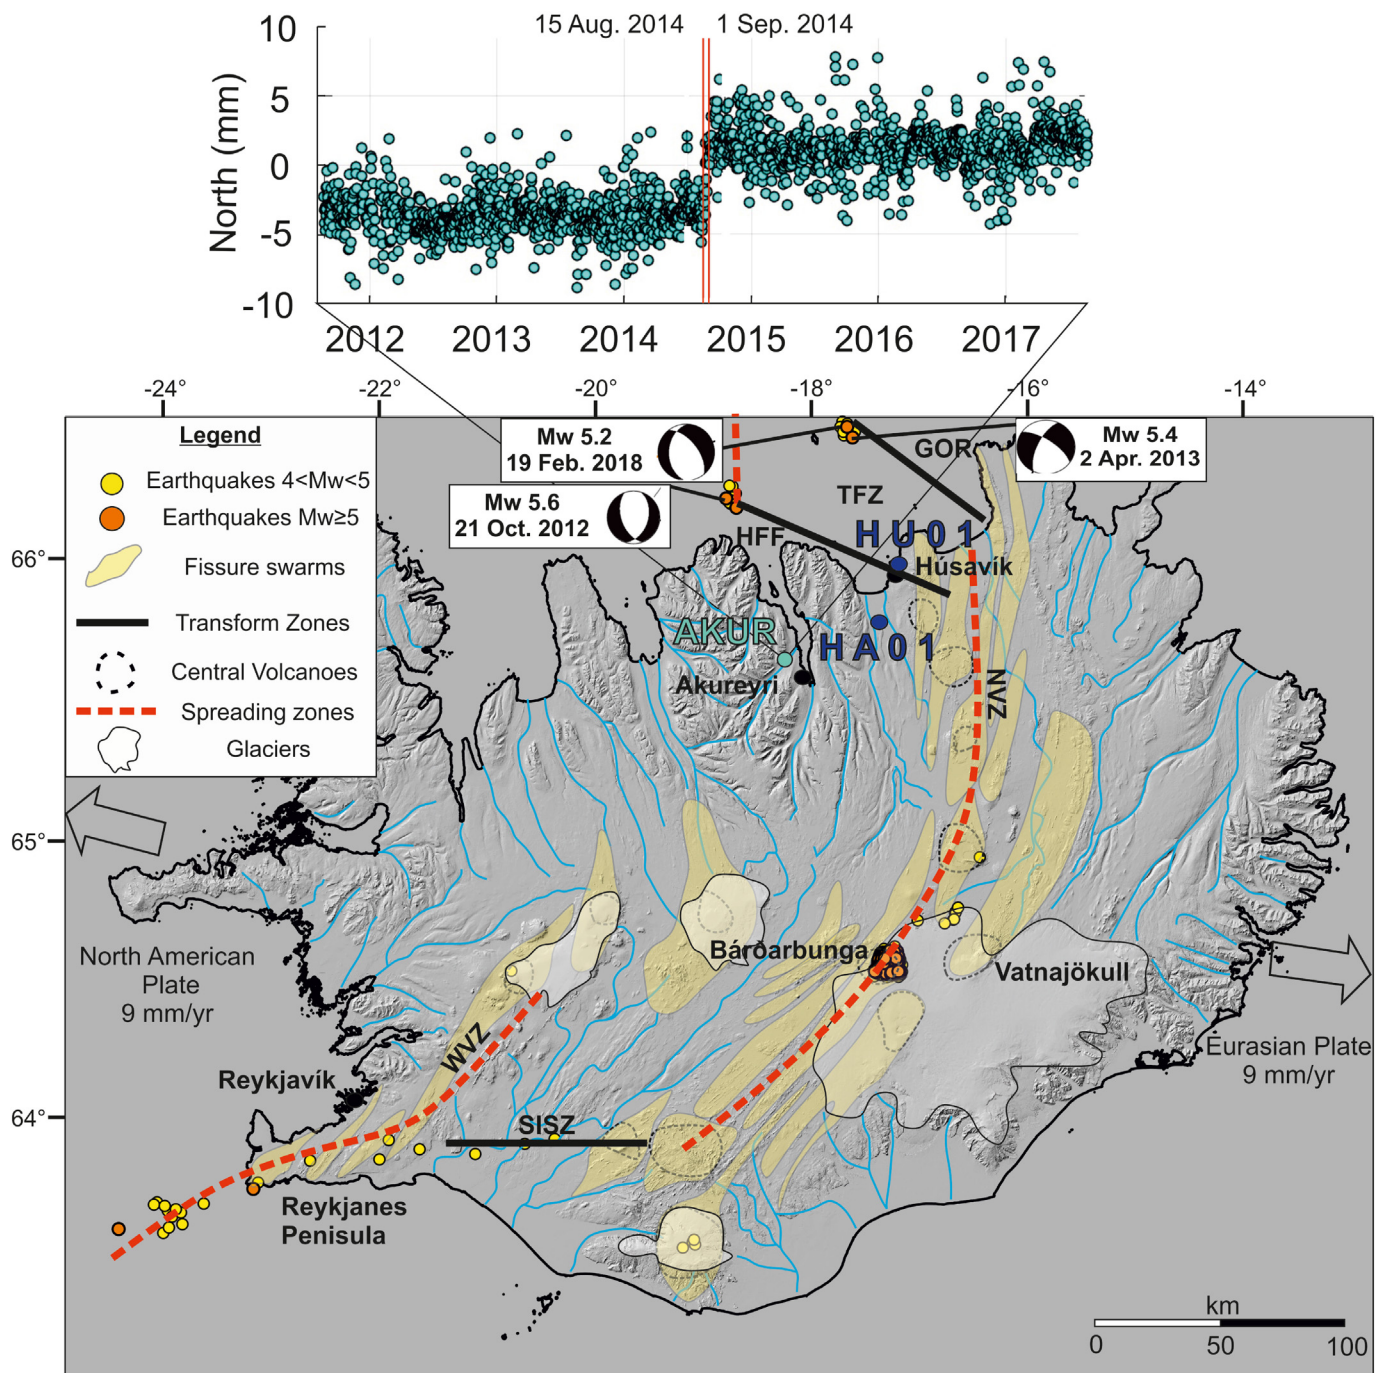 15 Aug. 2014
1 Sep. 2014
10
5
0
-5
-10
North (mm)
2012
2013
2014
2015
2016
2017
-24°
-22°
-20°
-18°
-16°
-14°
Legend
Earthquakes 4<Mw<5
Earthquakes Mw≥5
Fissure swarms
Transform Zones
Central Volcanoes
Spreading zones
Glaciers
Mw 5.2
19 Feb. 2018
Mw 5.6
21 Oct. 2012
Mw 5.4
2 Apr. 2013
GOR
TFZ
HFF
HU01
Húsavík
AKUR
HA01
Akureyri
NVZ
66°
65°
64°
North American
Plate
9 mm/yr
Bárðarbunga
Vatnajökull
Eurasian Plate
9 mm/yr
WVZ
Reykjavík
SISZ
Reykjanes
Penisula
km
0
50
100